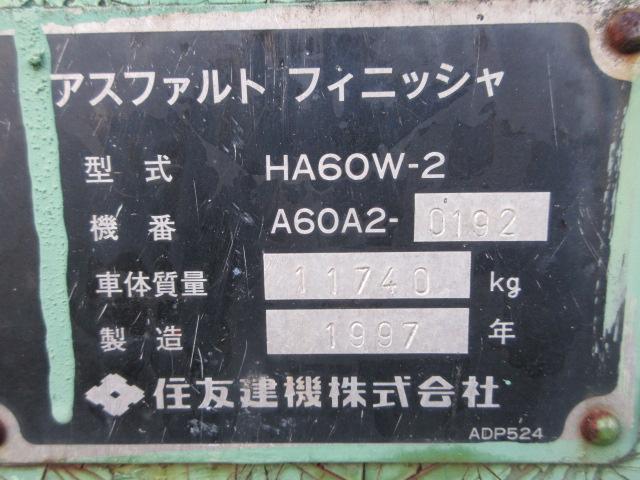 アスファルト フィニッシャ
型式 HA60W-2
機番 A60A2-0192
車体質量 11740 kg
製造 1997 年
住友建機株式会社
ADP524